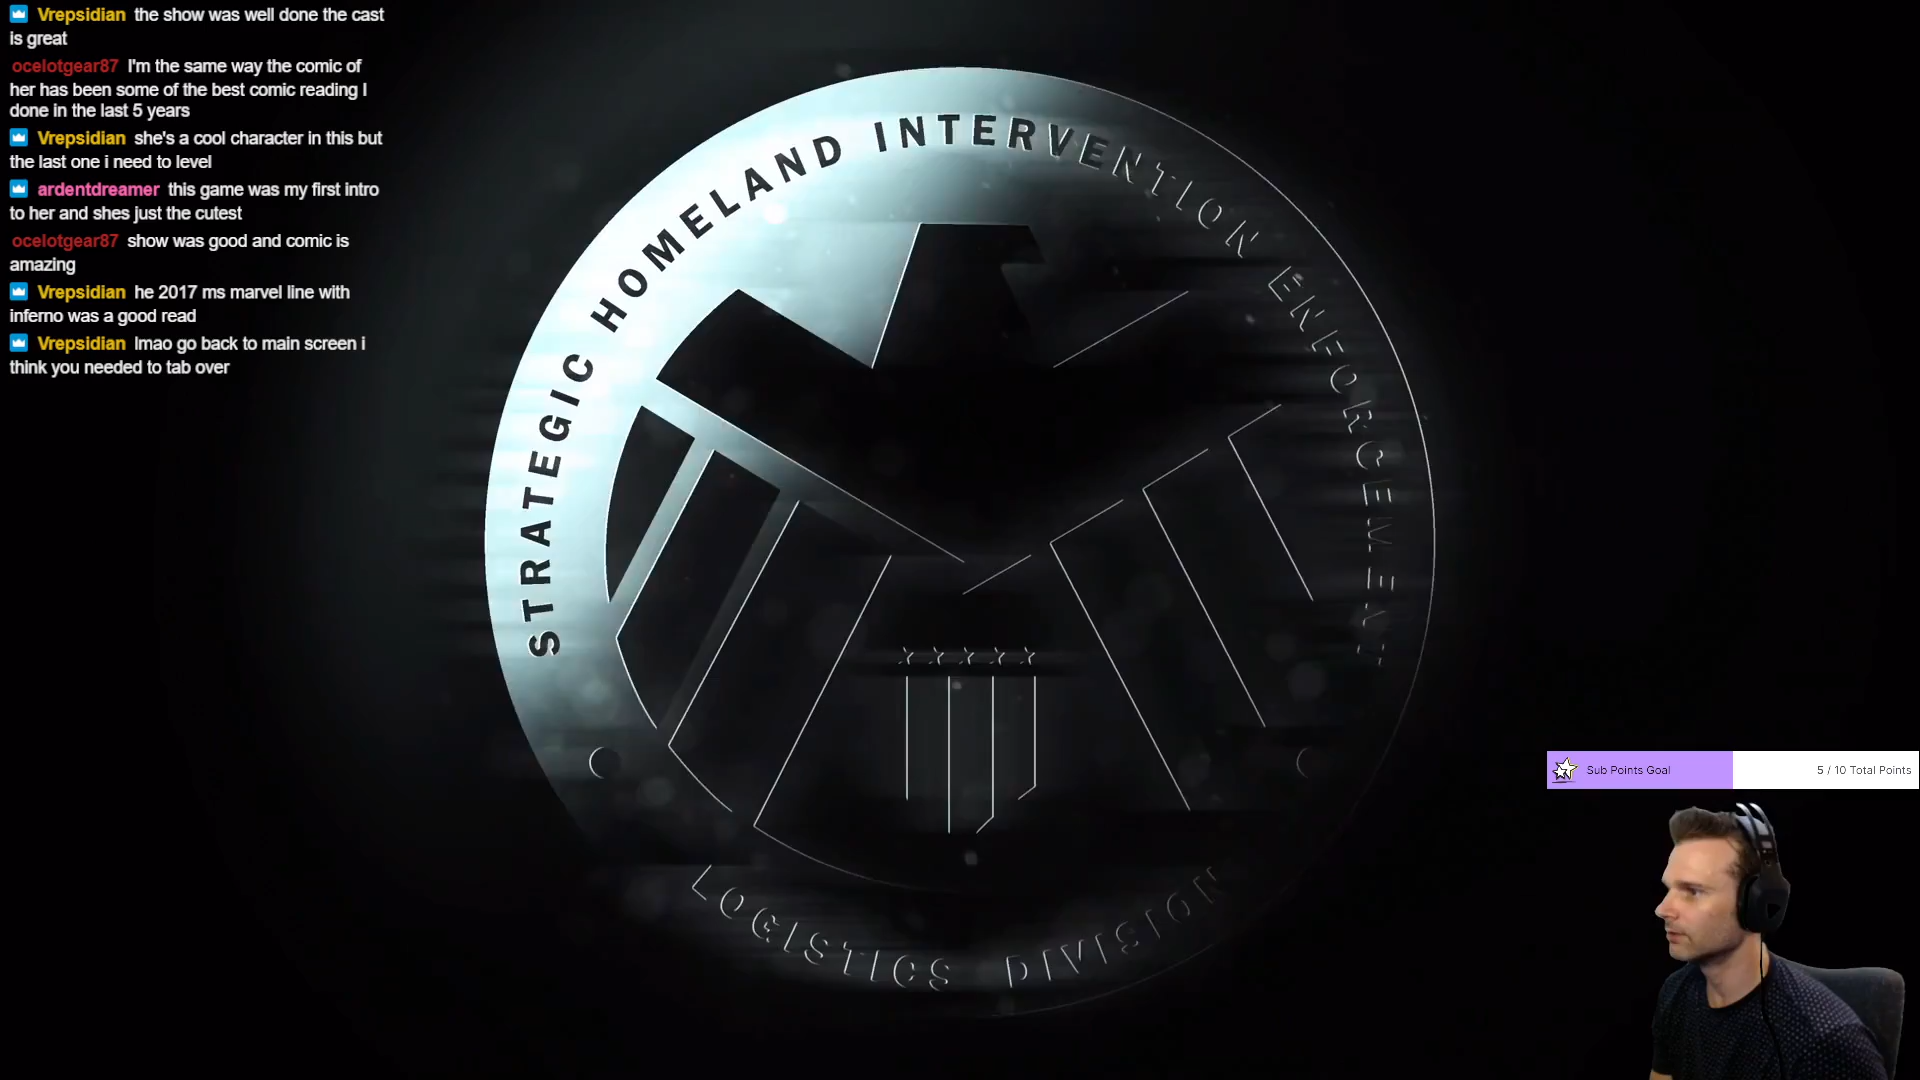 Vrepsidian the show was well done the cast
is great
ocelotgear87 I'm the same way the comic of
her has been some of the best comic reading I
done in the last 5 years
Vrepsidian she's a cool character in this but
the last one i need to level
ardentdreamer this game was my first intro
to her and shes just the cutest
ocelotgear87 show was good and comic is
amazing
Vrepsidian he 2017 ms marvel line with
inferno was a good read
Vrepsidian lmao go back to main screen i
think you needed to tab over
STRATEGIC HOMELAND INTERVENTION ENFORCEMENT
LOGISTICS DIVISION
Sub Points Goal 5 / 10 Total Points